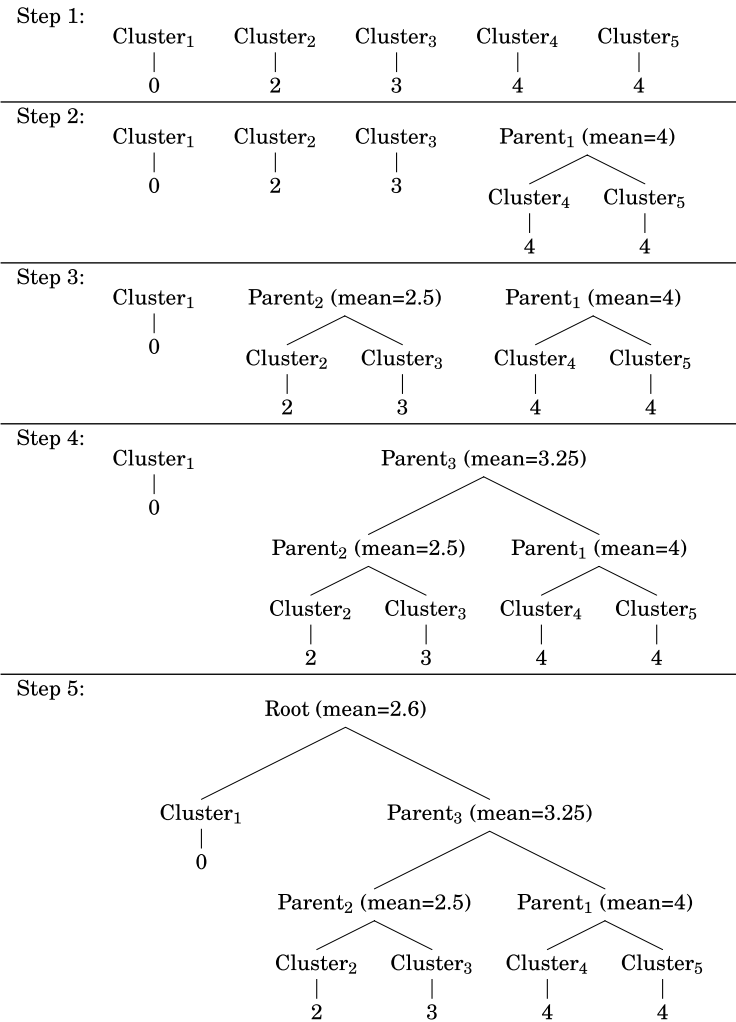 Step 1:
Cluster₁ Cluster₂ Cluster₃ Cluster₄ Cluster₅
0 2 3 4 4
Step 2:
Cluster₁ Cluster₂ Cluster₃ Parent₁ (mean=4)
0 2 3
Cluster₄ Cluster₅
4 4
Step 3:
Cluster₁ Parent₂ (mean=2.5) Parent₁ (mean=4)
0
Cluster₂ Cluster₃ Cluster₄ Cluster₅
2 3 4 4
Step 4:
Cluster₁ Parent₃ (mean=3.25)
0
Parent₂ (mean=2.5) Parent₁ (mean=4)
Cluster₂ Cluster₃ Cluster₄ Cluster₅
2 3 4 4
Step 5:
Root (mean=2.6)
Cluster₁ Parent₃ (mean=3.25)
0
Parent₂ (mean=2.5) Parent₁ (mean=4)
Cluster₂ Cluster₃ Cluster₄ Cluster₅
2 3 4 4